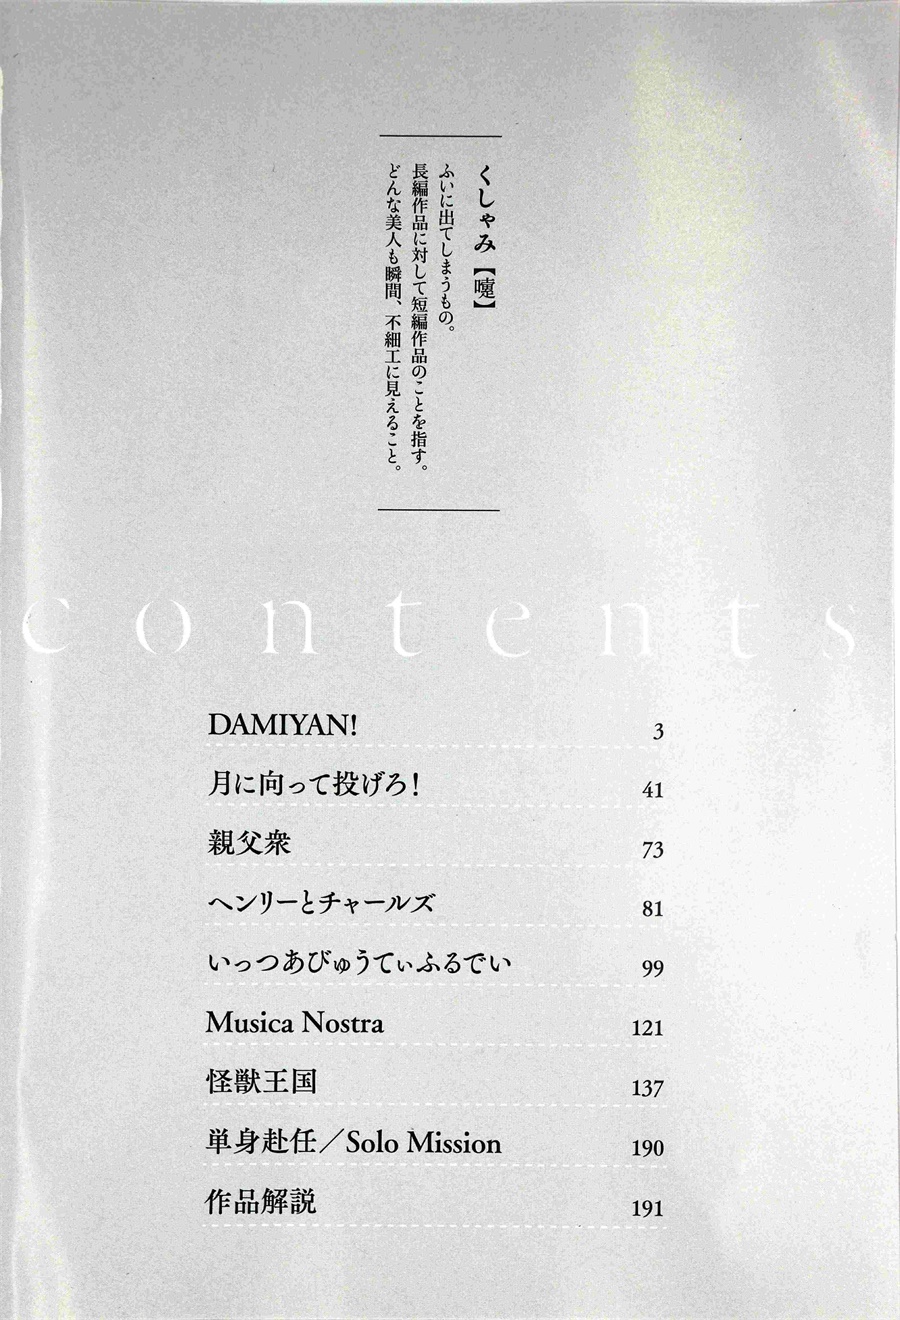 くしゃみ【嚔】
ふいに出てしまうもの。
長編作品に対して短編作品のことを指す。
どんな美人も瞬間、不細工に見えること。
contents
DAMIYAN! 3
月に向って投げろ! 41
親父衆 73
ヘンリーとチャールズ 81
いっつあびゅうてぃふるでい 99
Musica Nostra 121
怪獣王国 137
単身赴任／Solo Mission 190
作品解説 191